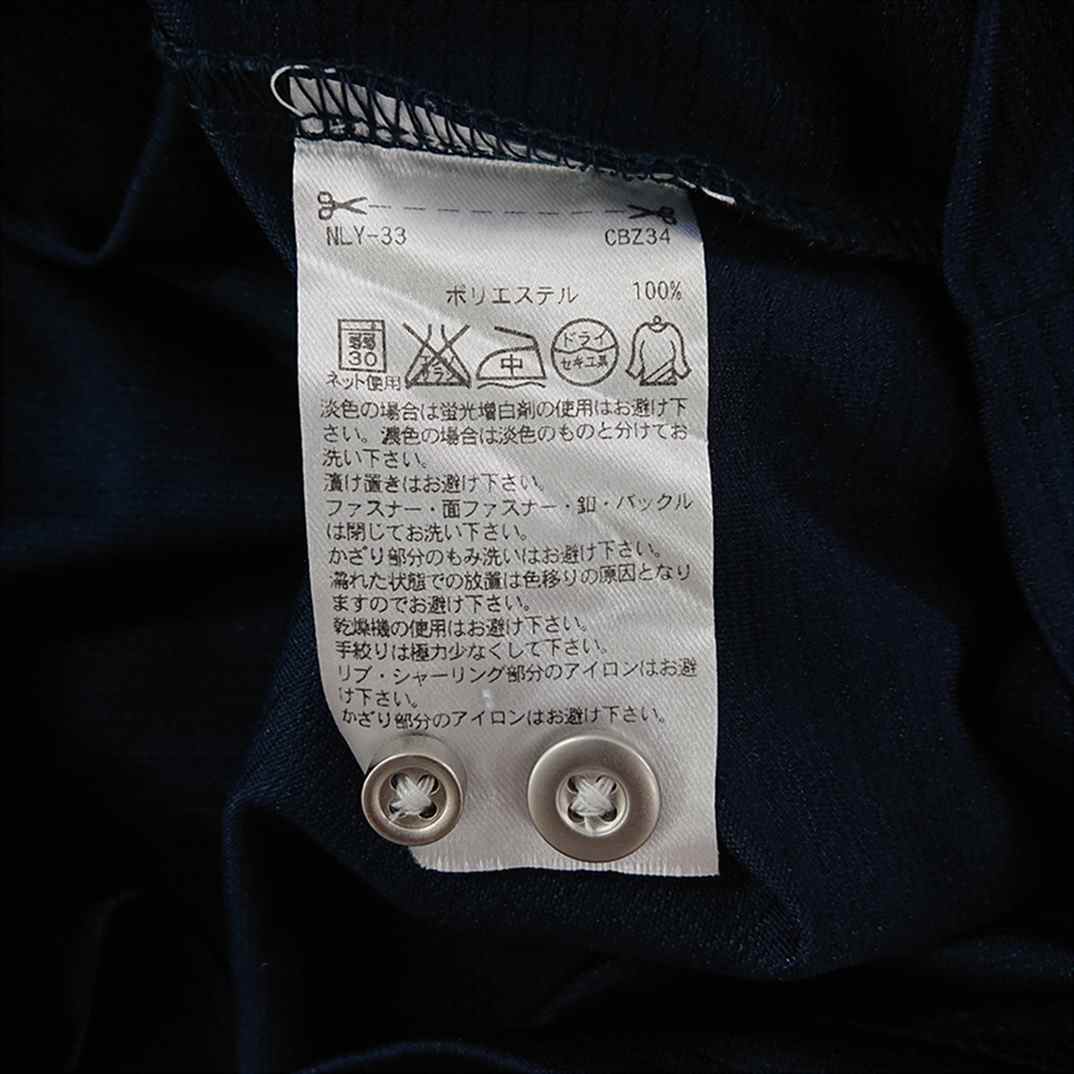 NLY-33 CBZ34
ポリエステル 100%
弱
30
ネット使用
エンソ
サラシ
中
ドライ
セキユ系
淡色の場合は蛍光増白剤の使用はお避け下
さい。濃色の場合は淡色のものと分けてお
洗い下さい。
漬け置きはお避け下さい。
ファスナー・面ファスナー・釦・バックル
は閉じてお洗い下さい。
かざり部分のもみ洗いはお避け下さい。
濡れた状態での放置は色移りの原因となり
ますのでお避け下さい。
乾燥機の使用はお避け下さい。
手絞りは極力少なくして下さい。
リブ・シャーリング部分のアイロンはお避
け下さい。
かざり部分のアイロンはお避け下さい。